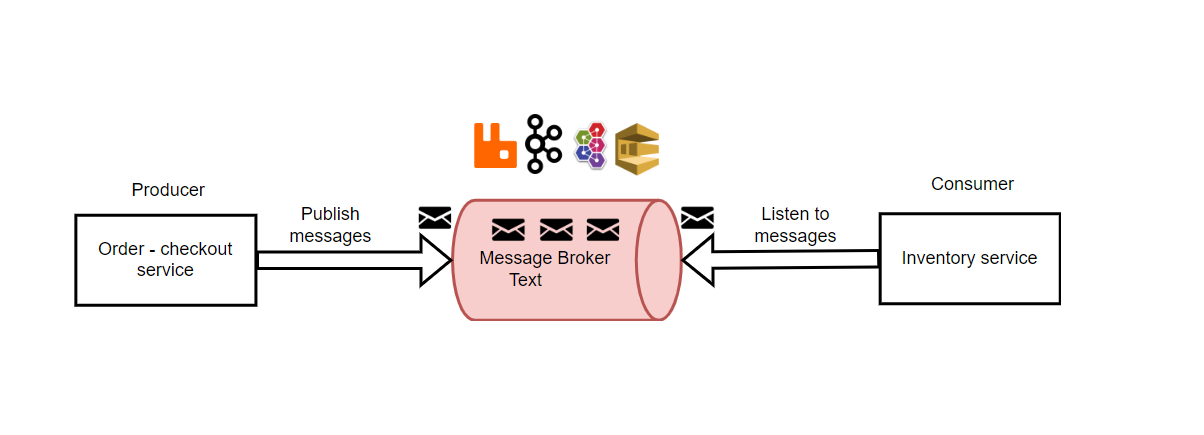 Producer
Order - checkout
service
Publish
messages
Message Broker
Text
Listen to
messages
Consumer
Inventory service